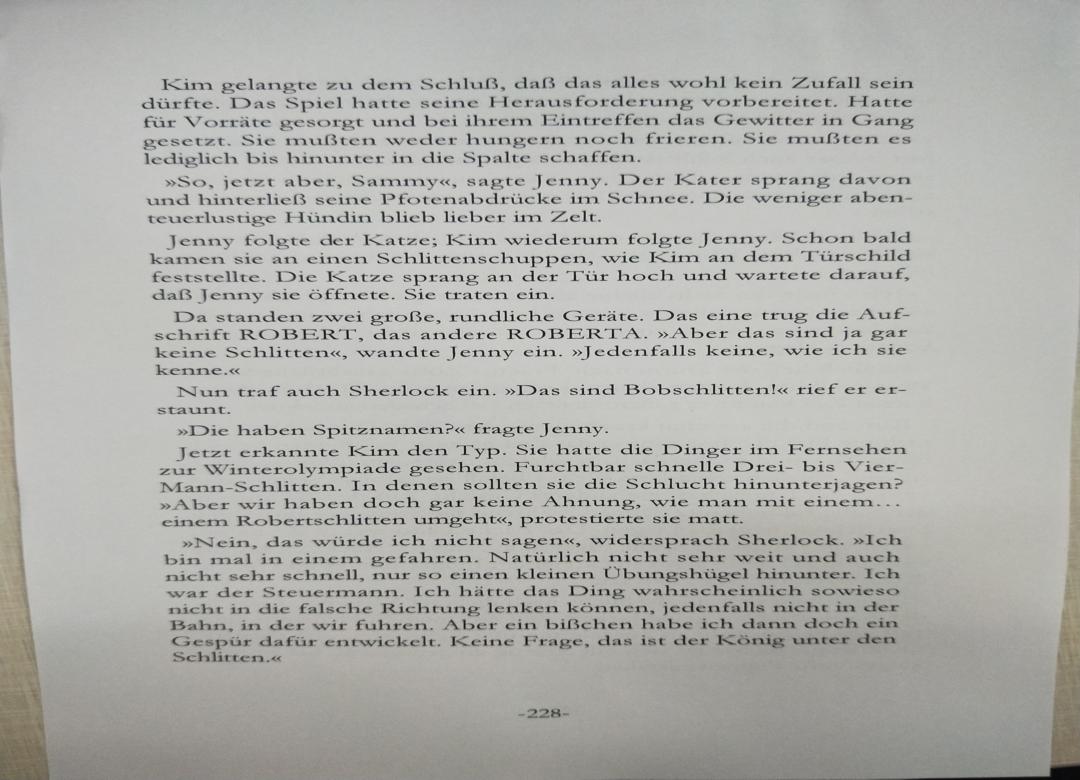 Kim gelangte zu dem Schluß, daß das alles wohl kein Zufall sein
dürfte. Das Spiel hatte seine Herausforderung vorbereitet. Hatte
für Vorräte gesorgt und bei ihrem Eintreffen das Gewitter in Gang
gesetzt. Sie mußten weder hungern noch frieren. Sie mußten es
lediglich bis hinunter in die Spalte schaffen.
»So, jetzt aber, Sammy«, sagte Jenny. Der Kater sprang davon
und hinterließ seine Pfotenabdrücke im Schnee. Die weniger aben-
teuerlustige Hündin blieb lieber im Zelt.
Jenny folgte der Katze; Kim wiederum folgte Jenny. Schon bald
kamen sie an einen Schlittenschuppen, wie Kim an dem Türschild
feststellte. Die Katze sprang an der Tür hoch und wartete darauf,
daß Jenny sie öffnete. Sie traten ein.
Da standen zwei große, rundliche Geräte. Das eine trug die Auf-
schrift ROBERT, das andere ROBERTA. »Aber das sind ja gar
keine Schlitten«, wandte Jenny ein. »Jedenfalls keine, wie ich sie
kenne.«
Nun traf auch Sherlock ein. »Das sind Bobschlitten!« rief er er-
staunt.
»Die haben Spitznamen?« fragte Jenny.
Jetzt erkannte Kim den Typ. Sie hatte die Dinger im Fernsehen
zur Winterolympiade gesehen. Furchtbar schnelle Drei- bis Vier-
Mann-Schlitten. In denen sollten sie die Schlucht hinunterjagen?
»Aber wir haben doch gar keine Ahnung, wie man mit einem...
einem Robertschlitten umgeht«, protestierte sie matt.
»Nein, das würde ich nicht sagen«, widersprach Sherlock. »Ich
bin mal in einem gefahren. Natürlich nicht sehr weit und auch
nicht sehr schnell, nur so einen kleinen Übungshügel hinunter. Ich
war der Steuermann. Ich hätte das Ding wahrscheinlich sowieso
nicht in die falsche Richtung lenken können, jedenfalls nicht in der
Bahn, in der wir fuhren. Aber ein bißchen habe ich dann doch ein
Gespür dafür entwickelt. Keine Frage, das ist der König unter den
Schlitten.«
-228-